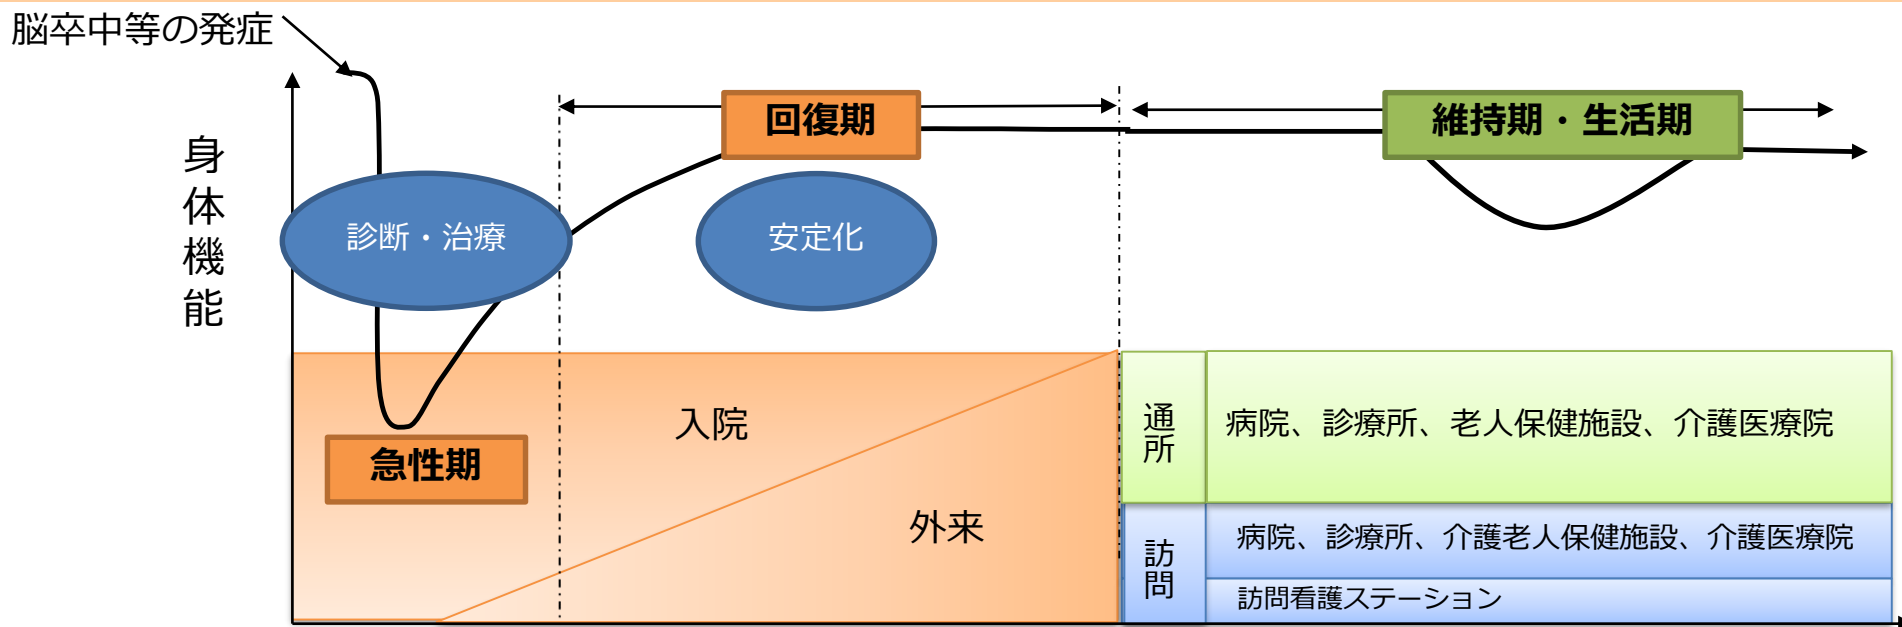 脳卒中等の発症
身体機能
回復期
維持期・生活期
診断・治療
安定化
急性期
入院
外来
通所
病院、診療所、老人保健施設、介護医療院
訪問
病院、診療所、介護老人保健施設、介護医療院
訪問看護ステーション